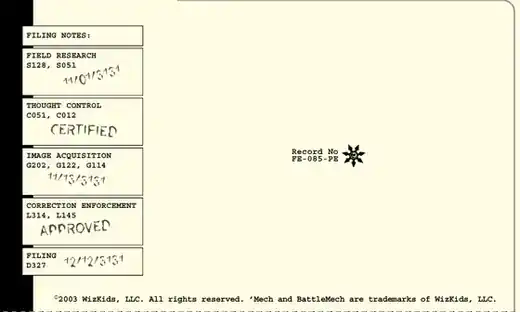 FILING NOTES:
FIELD RESEARCH
S128, S051
11/01/3131
THOUGHT CONTROL
C051, C012
CERTIFIED
IMAGE ACQUISITION
G202, G122, G114
11/13/3131
CORRECTION ENFORCEMENT
L314, L145
APPROVED
FILING
D327
12/12/3131
Record No
FE-085-PE
©2003 WizKids, LLC. All rights reserved. ‘Mech and BattleMech are trademarks of WizKids, LLC.